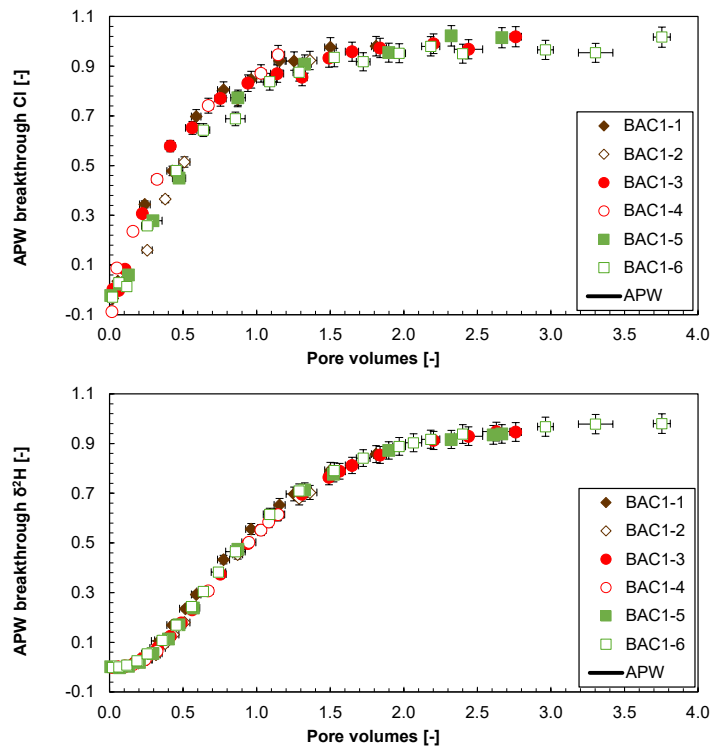 APW breakthrough Cl [-]
1.1
0.9
0.7
0.5
0.3
0.1
-0.1
BAC1-1
BAC1-2
BAC1-3
BAC1-4
BAC1-5
BAC1-6
APW
0.0 0.5 1.0 1.5 2.0 2.5 3.0 3.5 4.0
Pore volumes [-]
APW breakthrough δ²H [-]
1.1
0.9
0.7
0.5
0.3
0.1
-0.1
BAC1-1
BAC1-2
BAC1-3
BAC1-4
BAC1-5
BAC1-6
APW
0.0 0.5 1.0 1.5 2.0 2.5 3.0 3.5 4.0
Pore volumes [-]